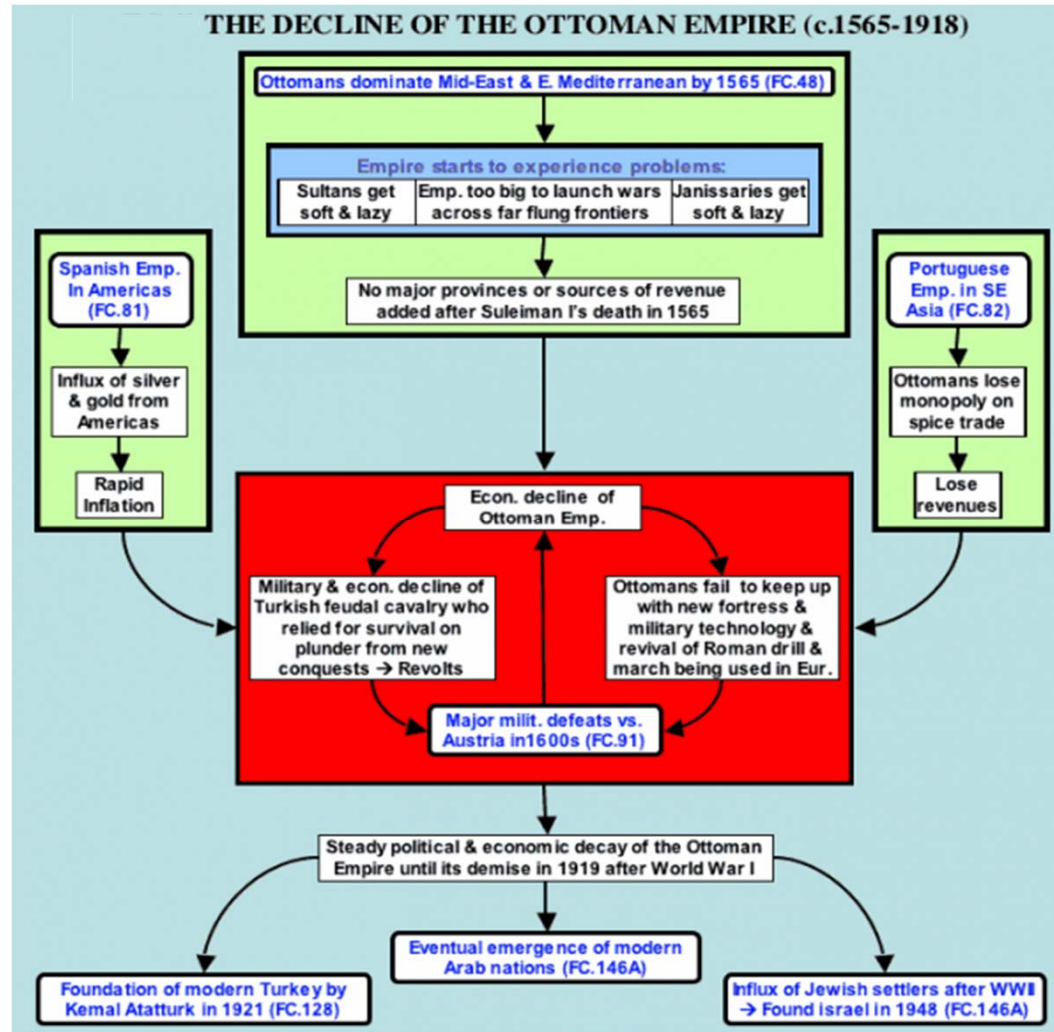 THE DECLINE OF THE OTTOMAN EMPIRE (c.1565-1918)
Ottomans dominate Mid-East & E. Mediterranean by 1565 (FC.48)
Empire starts to experience problems:
Sultans get
soft & lazy
Emp. too big to launch wars
across far flung frontiers
Janissaries get
soft & lazy
No major provinces or sources of revenue
added after Suleiman I's death in 1565
Spanish Emp.
In Americas
(FC.81)
Influx of silver
& gold from
Americas
Rapid
Inflation
Portuguese
Emp. in SE
Asia (FC.82)
Ottomans lose
monopoly on
spice trade
Lose
revenues
Econ. decline of
Ottoman Emp.
Military & econ. decline of
Turkish feudal cavalry who
relied for survival on
plunder from new
conquests → Revolts
Ottomans fail to keep up
with new fortress &
military technology &
revival of Roman drill &
march being used in Eur.
Major milit. defeats vs.
Austria in1600s (FC.91)
Steady political & economic decay of the Ottoman
Empire until its demise in 1919 after World War I
Foundation of modern Turkey by
Kemal Atatturk in 1921 (FC.128)
Eventual emergence of modern
Arab nations (FC.146A)
Influx of Jewish settlers after WWII
→ Found israel in 1948 (FC.146A)